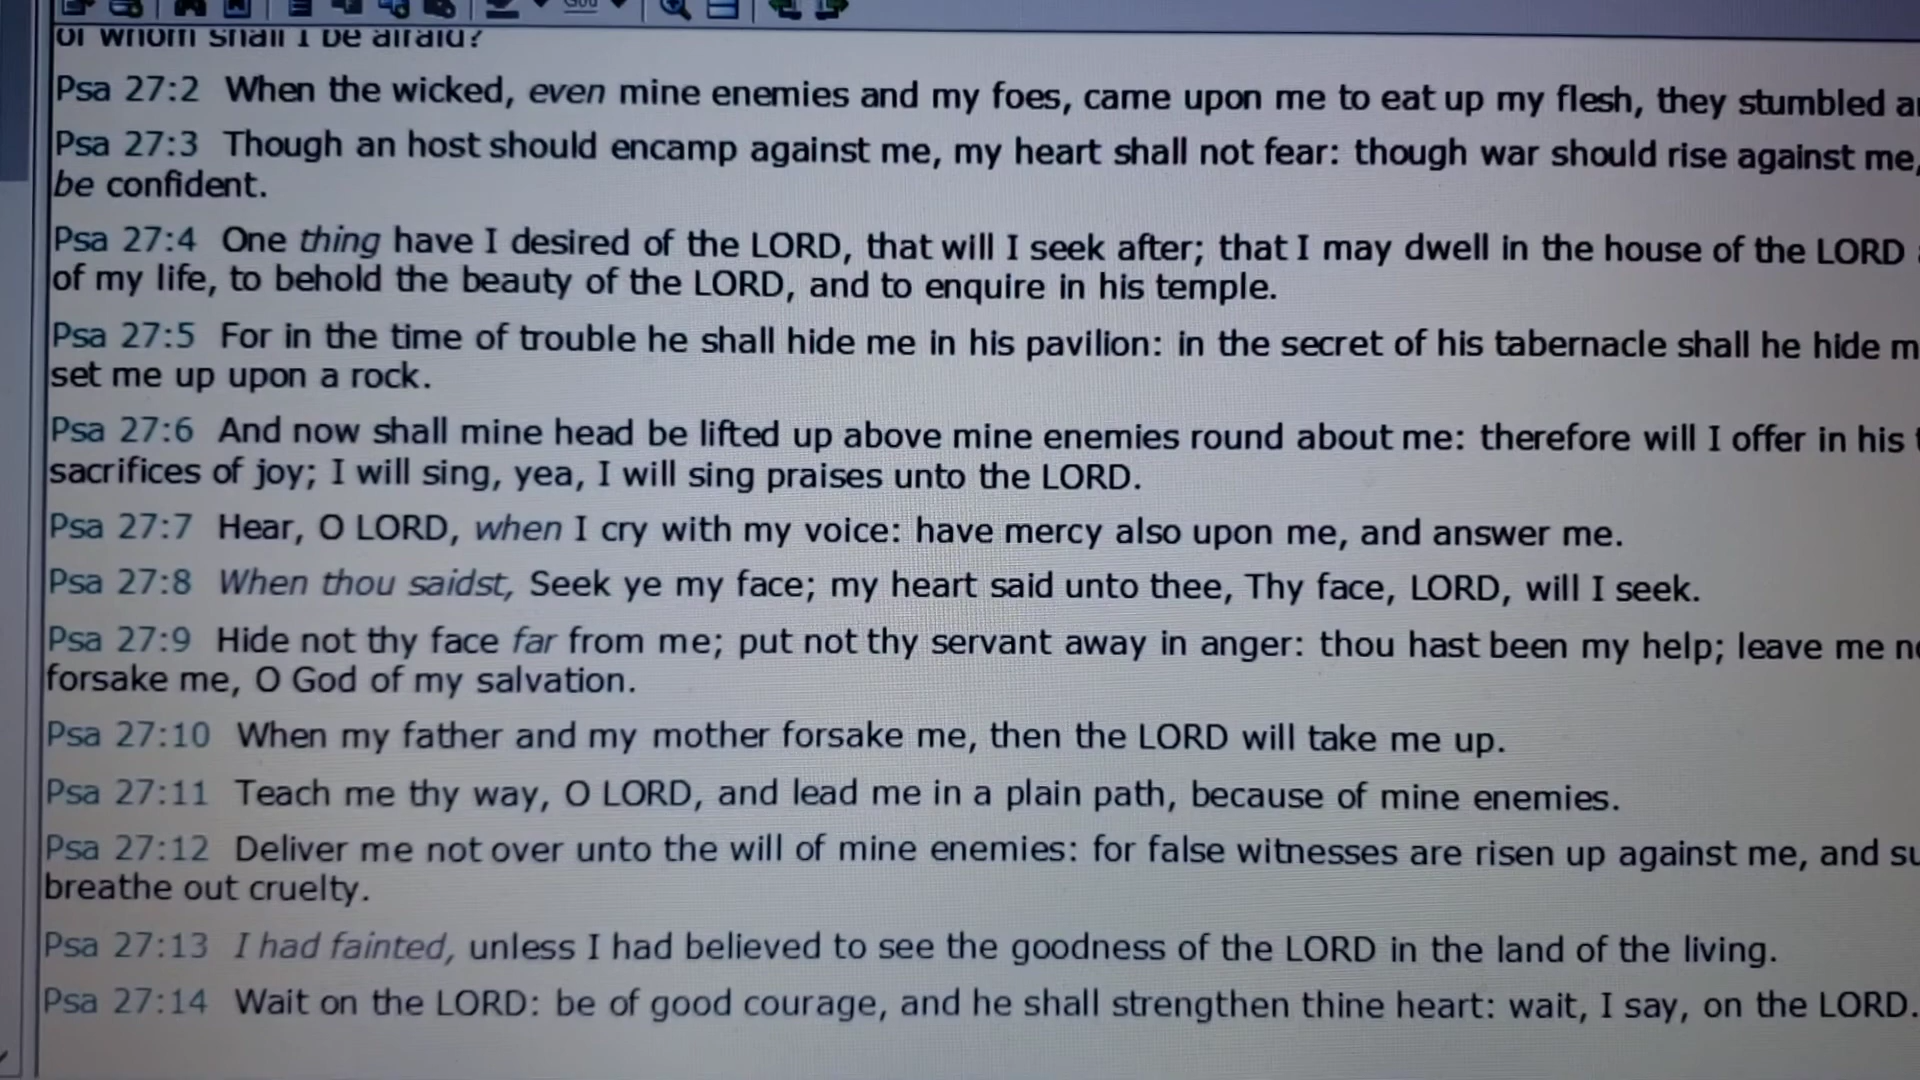 of whom shall I be afraid?
Psa 27:2 When the wicked, even mine enemies and my foes, came upon me to eat up my flesh, they stumbled
Psa 27:3 Though an host should encamp against me, my heart shall not fear: though war should rise against me,
be confident.
Psa 27:4 One thing have I desired of the LORD, that will I seek after; that I may dwell in the house of the LORD
of my life, to behold the beauty of the LORD, and to enquire in his temple.
Psa 27:5 For in the time of trouble he shall hide me in his pavilion: in the secret of his tabernacle shall he hide
set me up upon a rock.
Psa 27:6 And now shall mine head be lifted up above mine enemies round about me: therefore will I offer in his
sacrifices of joy; I will sing, yea, I will sing praises unto the LORD.
Psa 27:7 Hear, O LORD, when I cry with my voice: have mercy also upon me, and answer me.
Psa 27:8 When thou saidst, Seek ye my face; my heart said unto thee, Thy face, LORD, will I seek.
Psa 27:9 Hide not thy face far from me; put not thy servant away in anger: thou hast been my help; leave me
forsake me, O God of my salvation.
Psa 27:10 When my father and my mother forsake me, then the LORD will take me up.
Psa 27:11 Teach me thy way, O LORD, and lead me in a plain path, because of mine enemies.
Psa 27:12 Deliver me not over unto the will of mine enemies: for false witnesses are risen up against me, and
breathe out cruelty.
Psa 27:13 I had fainted, unless I had believed to see the goodness of the LORD in the land of the living.
Psa 27:14 Wait on the LORD: be of good courage, and he shall strengthen thine heart: wait, I say, on the LORD.